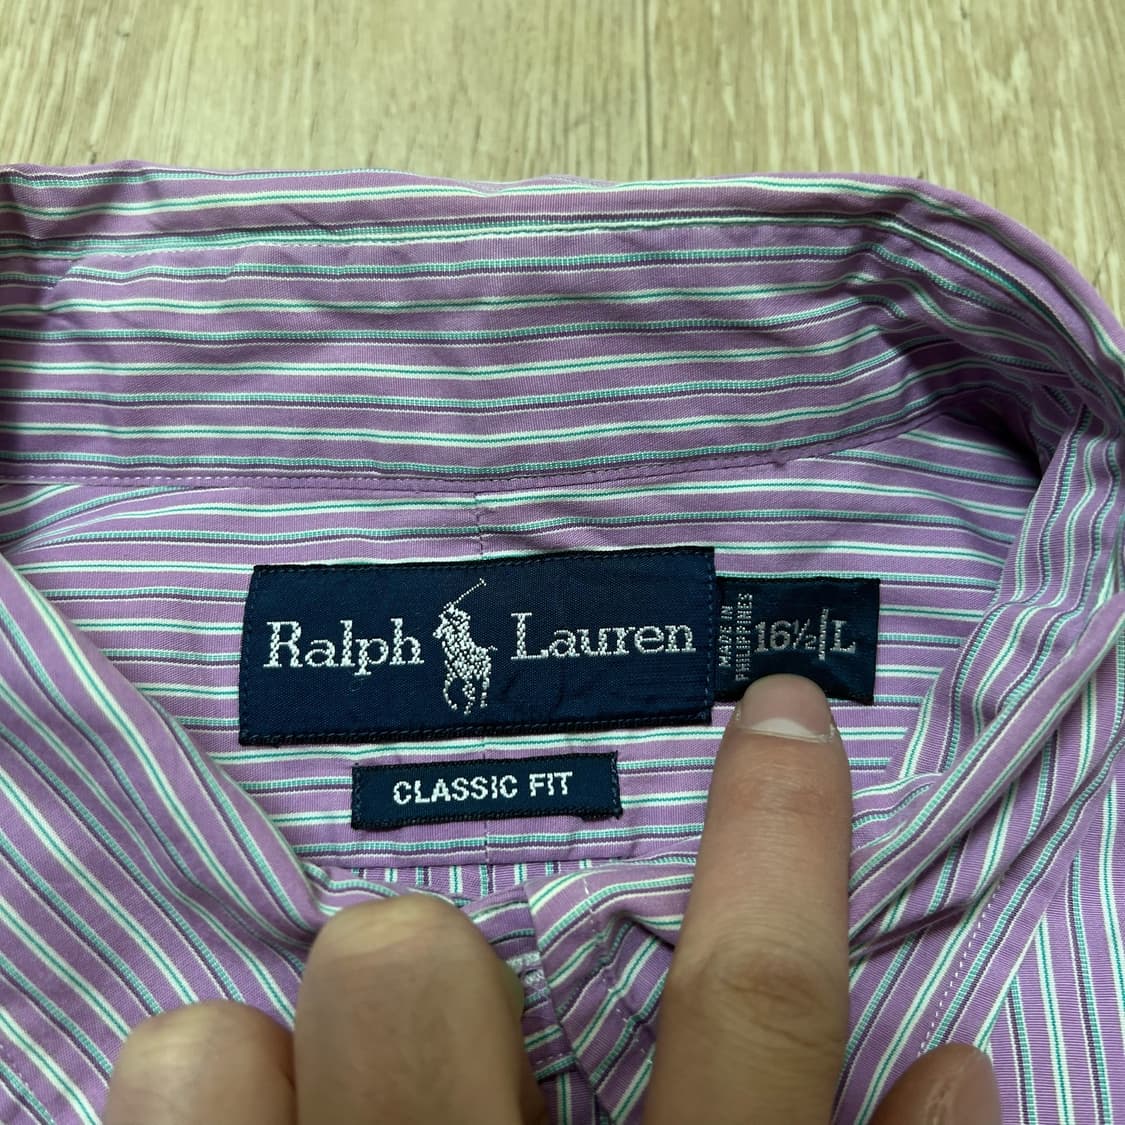 Ralph Lauren
MADE IN
PHILIPPINES
16½/L
CLASSIC FIT